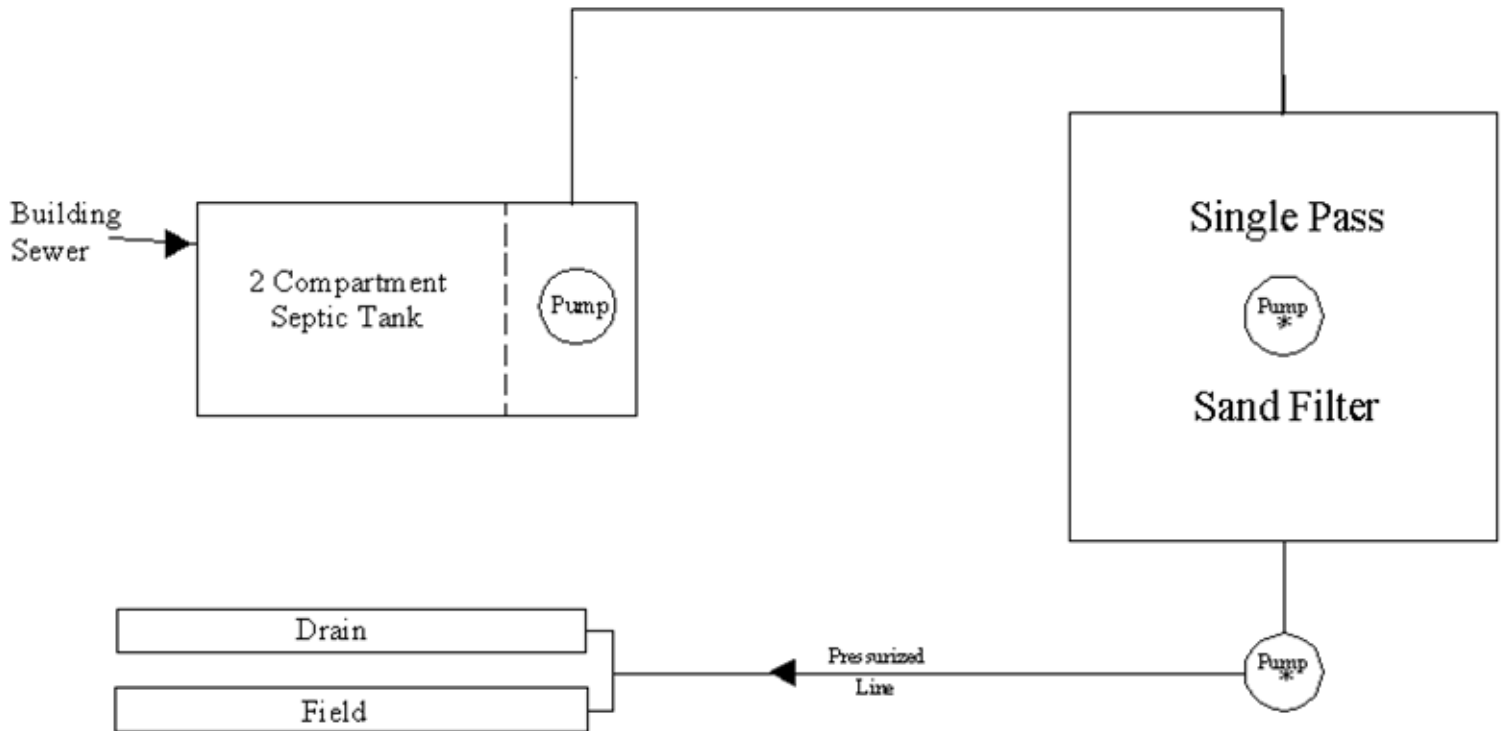 Building
Sewer
2 Compartment
Septic Tank
Pump
Single Pass
Pump
*
Sand Filter
Drain
Field
Pressurized
Line
Pump
*